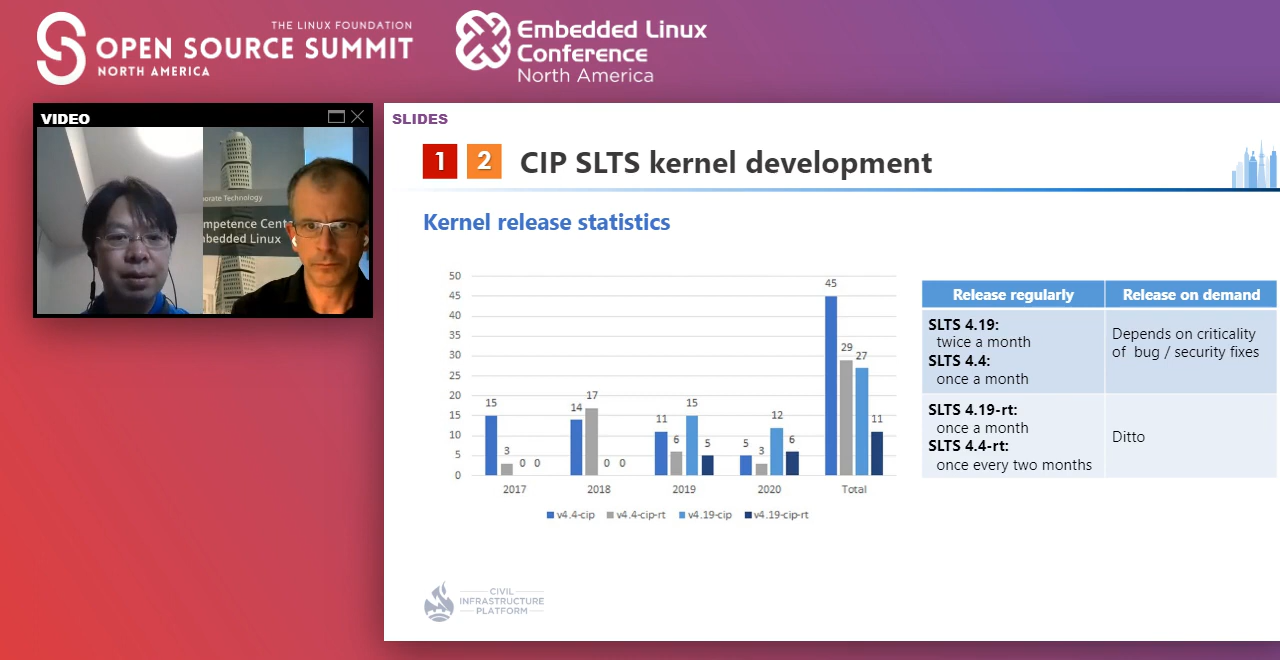 THE LINUX FOUNDATION
OPEN SOURCE SUMMIT
NORTH AMERICA
Embedded Linux
Conference
North America
VIDEO
orate Technology
mpetence Cent
bedded Linux
SLIDES
1 2 CIP SLTS kernel development
Kernel release statistics
50
45
40
35
30
25
20
15
10
5
0
15 3 0 0
14 17 0 0
11 6 15 5
5 3 12 6
45 29 27 11
2017 2018 2019 2020 Total
v4.4-cip v4.4-cip-rt v4.19-cip v4.19-cip-rt
Release regularly Release on demand
SLTS 4.19:
twice a month
SLTS 4.4:
once a month
Depends on criticality
of bug / security fixes
SLTS 4.19-rt:
once a month
SLTS 4.4-rt:
once every two months
Ditto
CIVIL
INFRASTRUCTURE
PLATFORM